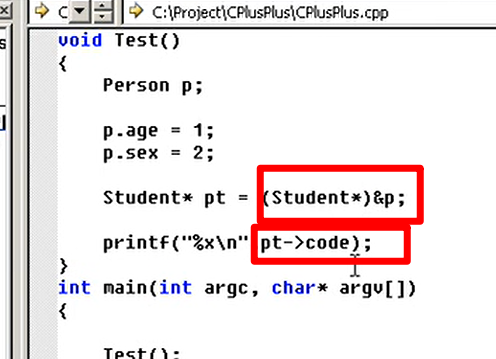 C C:\Project\CPlusPlus\CPlusPlus.cpp
void Test()
{
Person p;
p.age = 1;
p.sex = 2;
Student* pt = (Student*)&p;
printf("%x\n" pt->code);
}
int main(int argc, char* argv[])
{
Test();